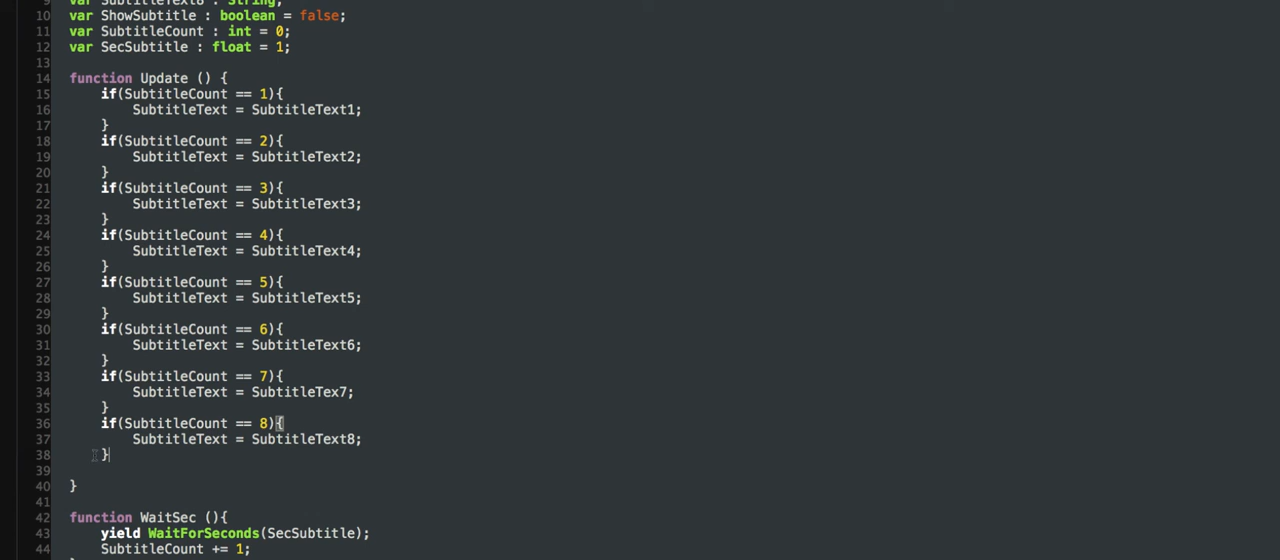 9 var SubtitleText8 : String;
10 var ShowSubtitle : boolean = false;
11 var SubtitleCount : int = 0;
12 var SecSubtitle : float = 1;
13
14 function Update () {
15 if(SubtitleCount == 1){
16 SubtitleText = SubtitleText1;
17 }
18 if(SubtitleCount == 2){
19 SubtitleText = SubtitleText2;
20 }
21 if(SubtitleCount == 3){
22 SubtitleText = SubtitleText3;
23 }
24 if(SubtitleCount == 4){
25 SubtitleText = SubtitleText4;
26 }
27 if(SubtitleCount == 5){
28 SubtitleText = SubtitleText5;
29 }
30 if(SubtitleCount == 6){
31 SubtitleText = SubtitleText6;
32 }
33 if(SubtitleCount == 7){
34 SubtitleText = SubtitleTex7;
35 }
36 if(SubtitleCount == 8){
37 SubtitleText = SubtitleText8;
38 }
39
40 }
41
42 function WaitSec (){
43 yield WaitForSeconds(SecSubtitle);
44 SubtitleCount += 1;